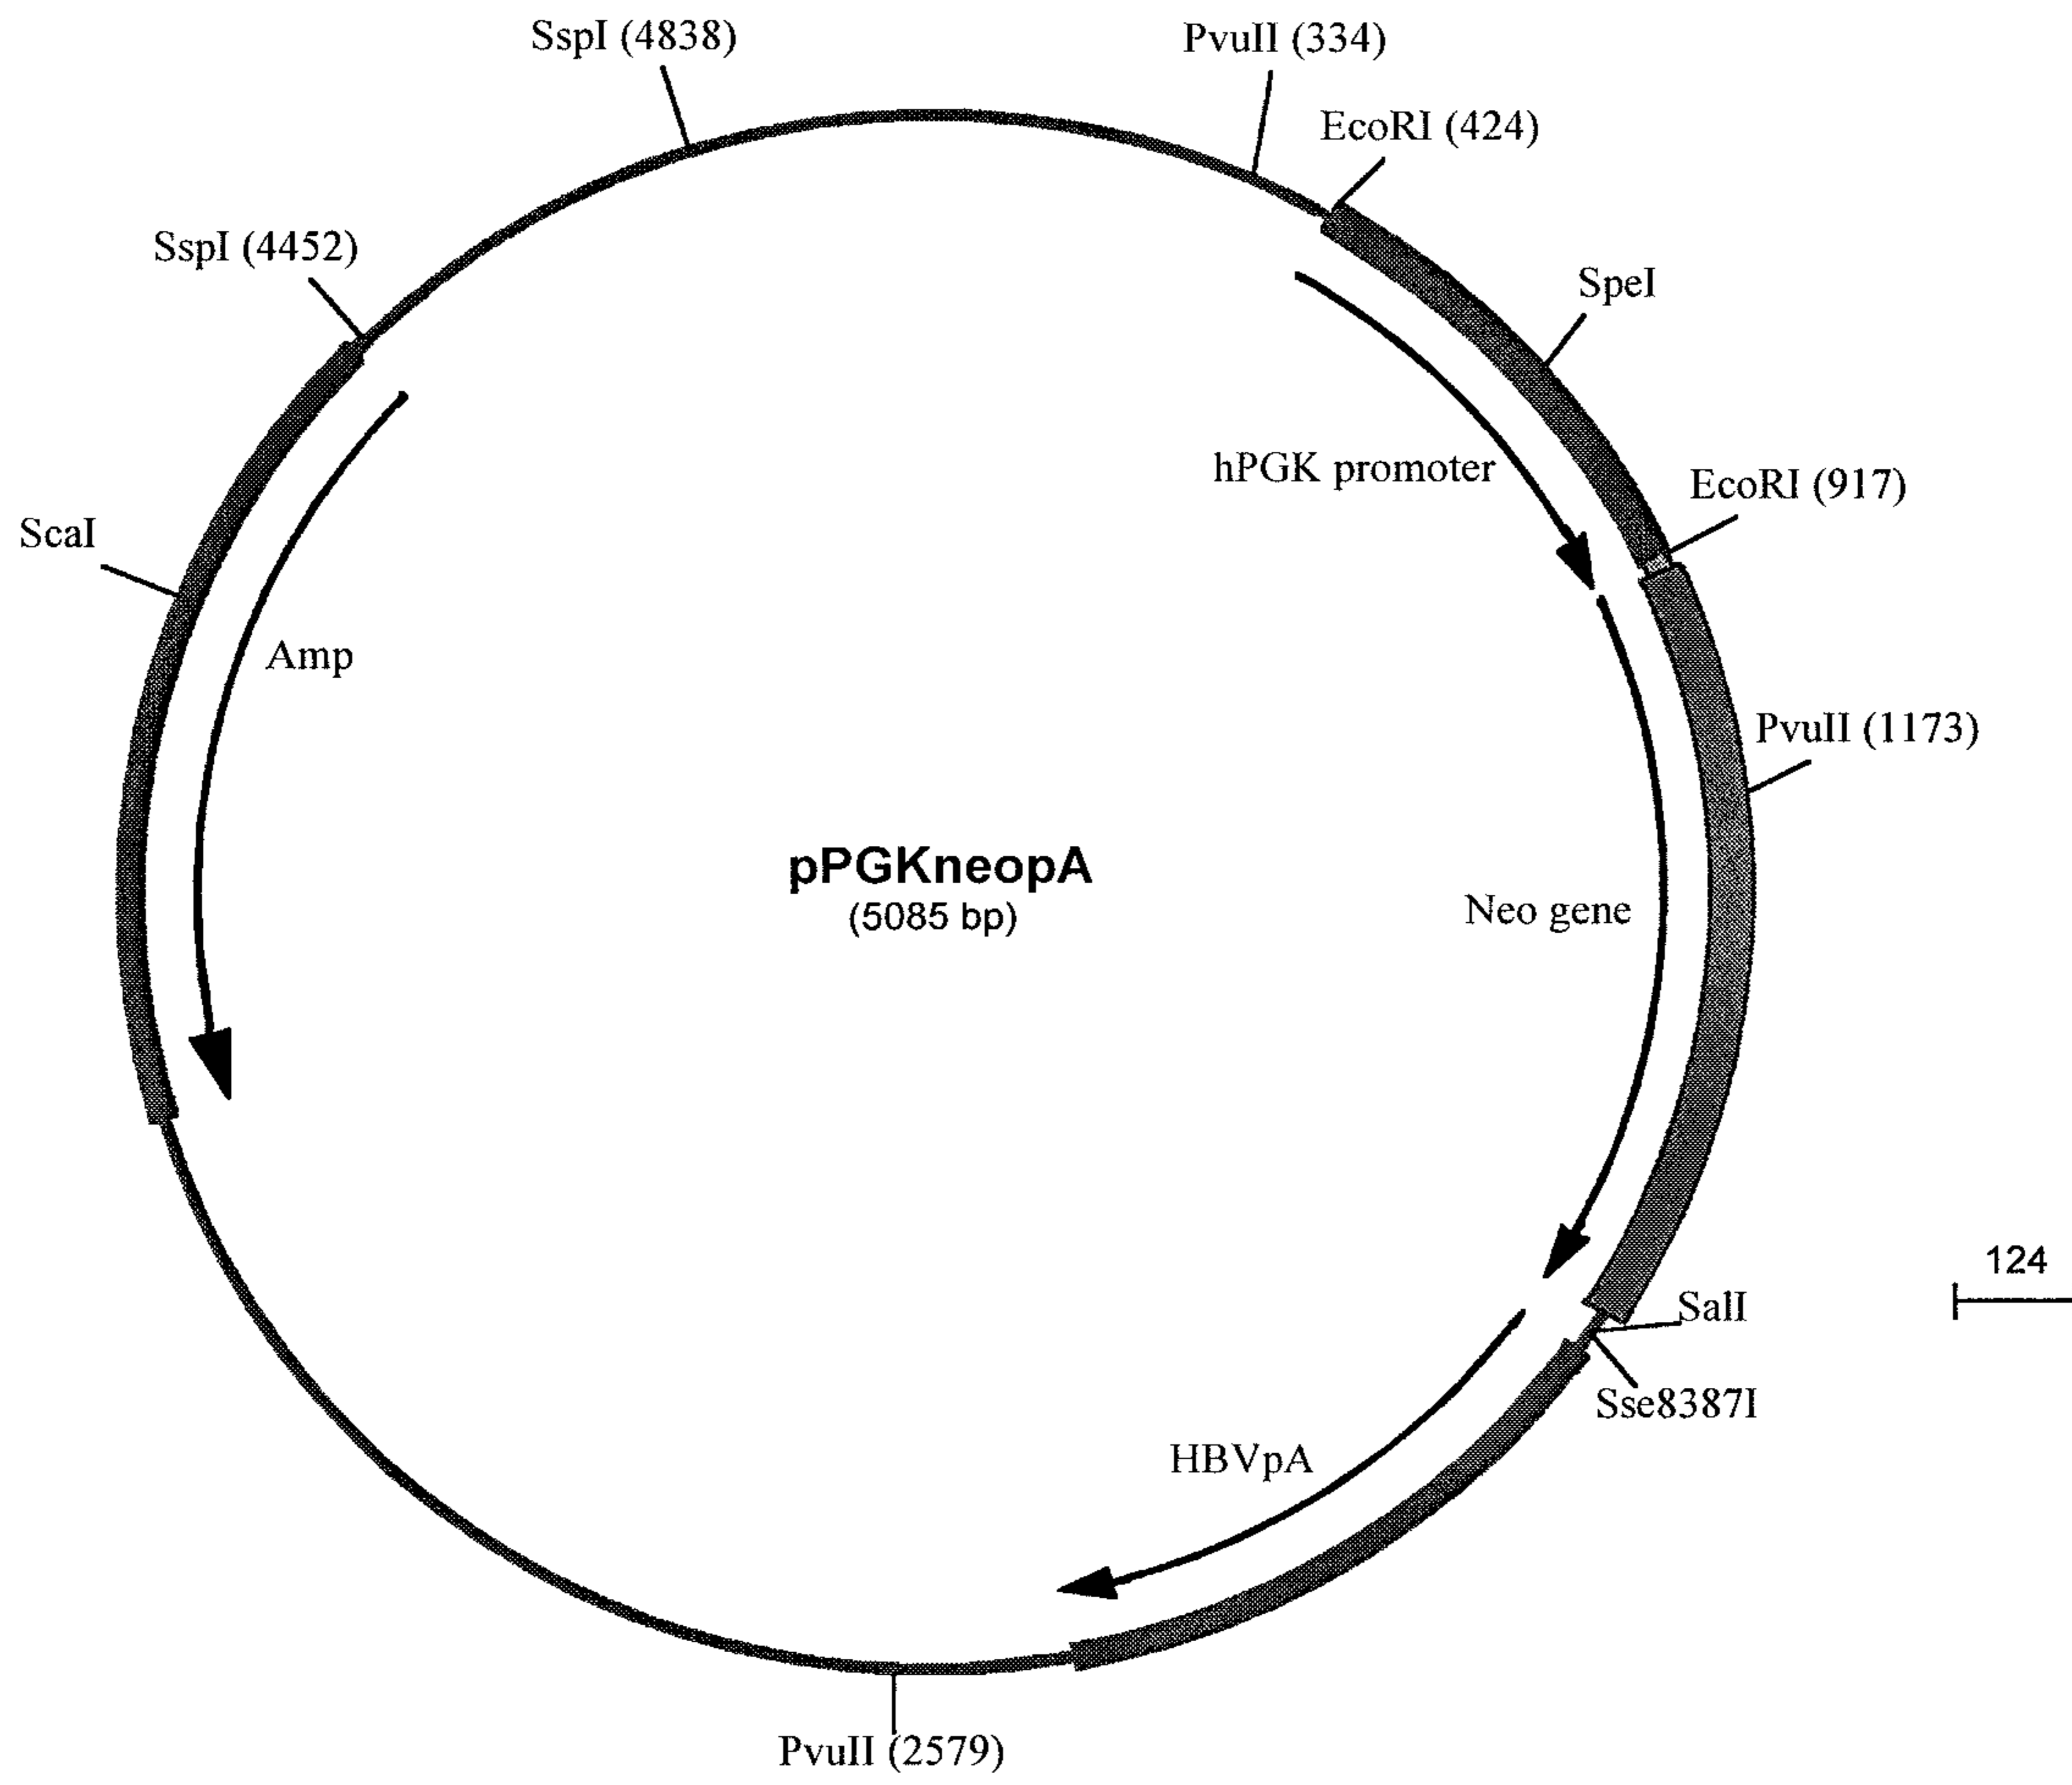 SspI (4838)
PvuII (334)
EcoRI (424)
SspI (4452)
SpeI
hPGK promoter
EcoRI (917)
ScaI
Amp
PvuII (1173)
pPGKneopA
(5085 bp)
Neo gene
124
SalI
Sse8387I
HBVpA
PvuII (2579)